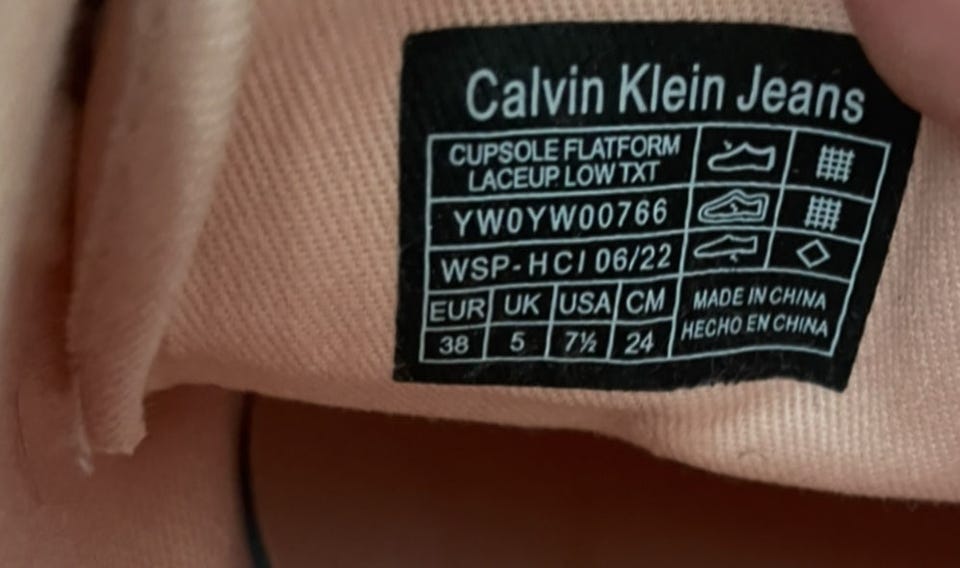 Calvin Klein Jeans
CUPSOLE FLATFORM
LACEUP LOW TXT
YW0YW00766
WSP-HCI 06/22
EUR UK USA CM
38 5 7½ 24
MADE IN CHINA
HECHO EN CHINA